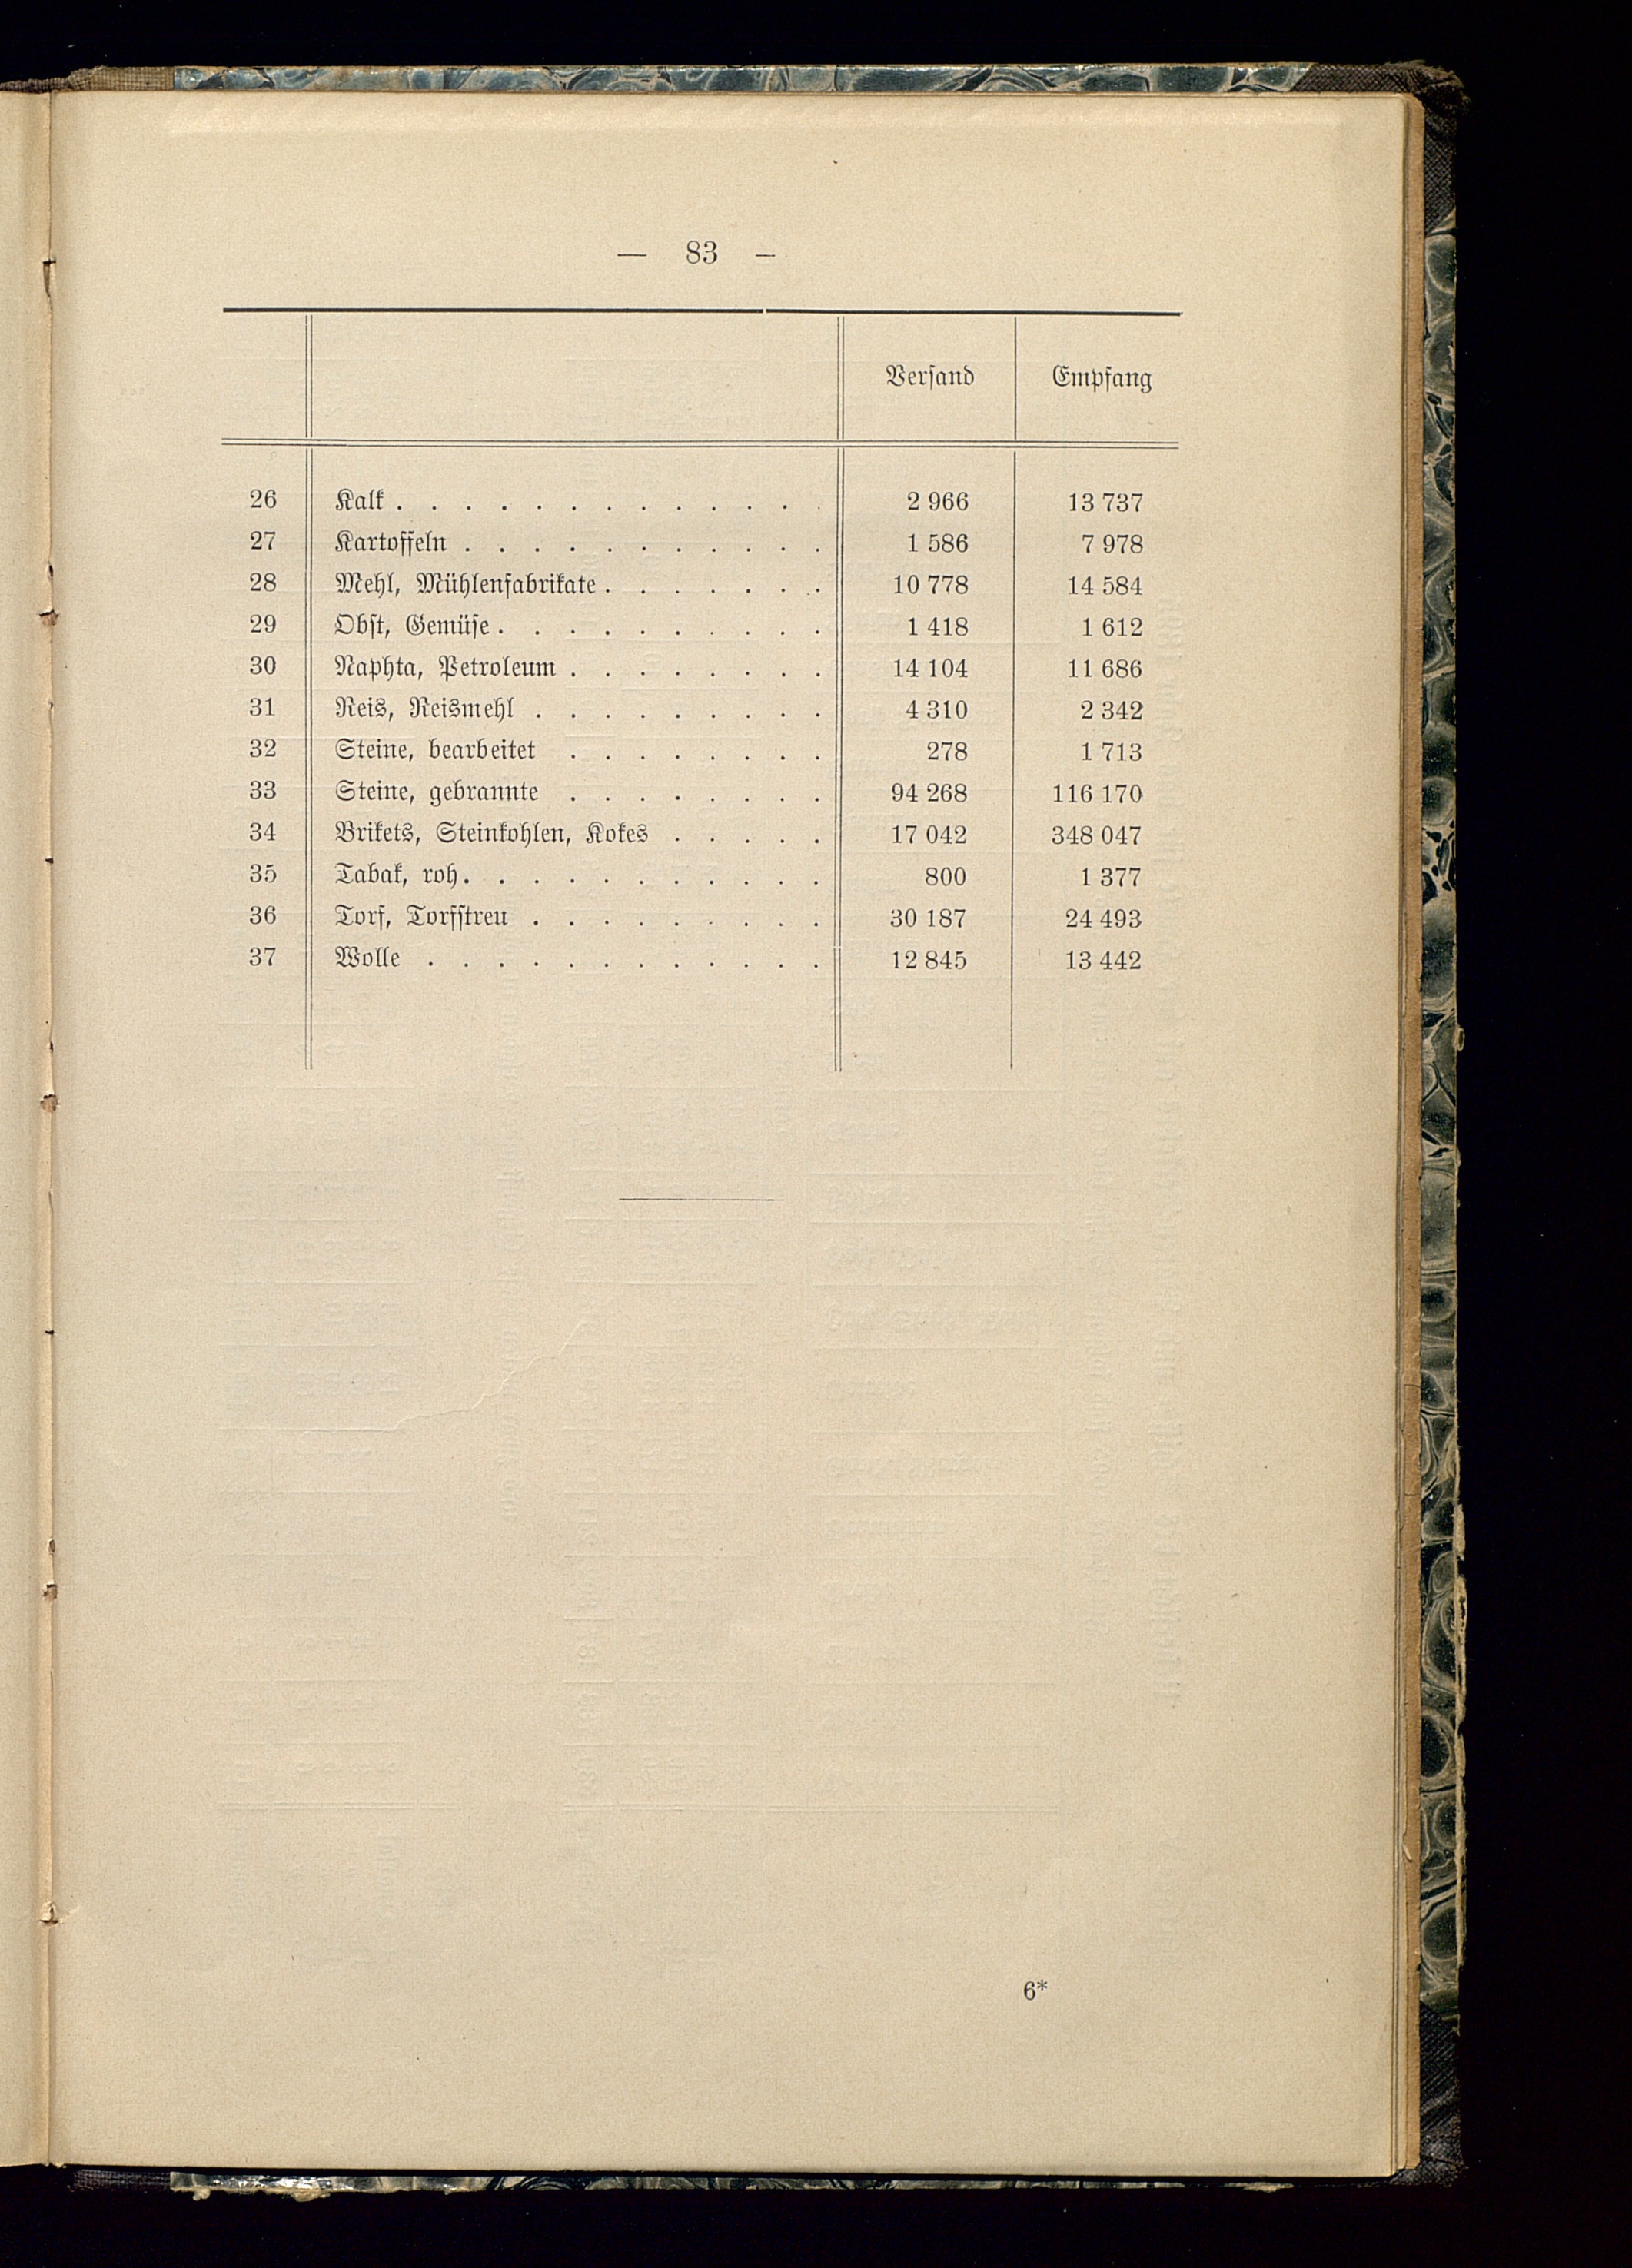 — 83 –
Versand Empfang
26 Kalk . . . . . . . . . . . . . 2 966 13 737
27 Kartoffeln . . . . . . . . . . . 1 586 7 978
28 Mehl, Mühlenfabrikate . . . . . . . 10 778 14 584
29 Obst, Gemüse . . . . . . . . . . 1 418 1 612
30 Naphta, Petroleum . . . . . . . . 14 104 11 686
31 Reis, Reismehl . . . . . . . . . 4 310 2 342
32 Steine, bearbeitet . . . . . . . . 278 1 713
33 Steine, gebrannte . . . . . . . . 94 268 116 170
34 Brikets, Steinkohlen, Kokes . . . . . 17 042 348 047
35 Tabak, roh . . . . . . . . . . . 800 1 377
36 Torf, Torfstreu . . . . . . . . . 30 187 24 493
37 Wolle . . . . . . . . . . . . 12 845 13 442
6*